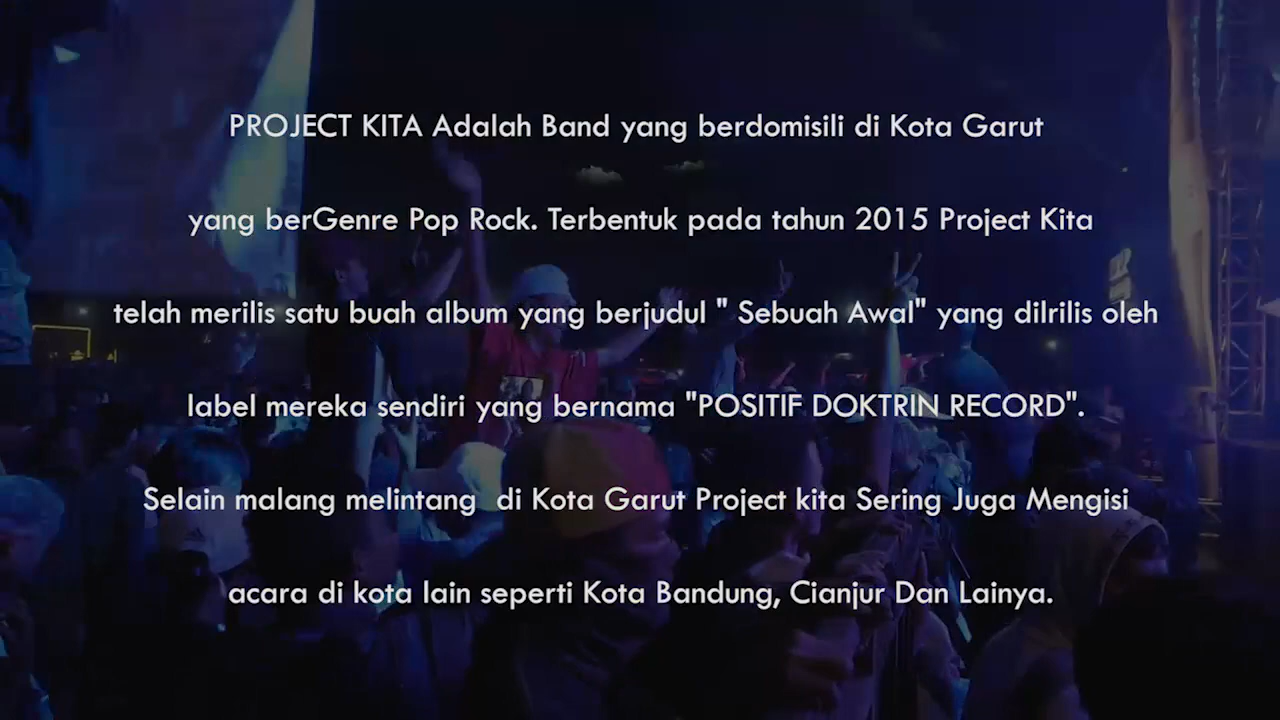 PROJECT KITA Adalah Band yang berdomisili di Kota Garut
yang berGenre Pop Rock. Terbentuk pada tahun 2015 Project Kita
telah merilis satu buah album yang berjudul " Sebuah Awal" yang dilrilis oleh
label mereka sendiri yang bernama "POSITIF DOKTRIN RECORD".
Selain malang melintang  di Kota Garut Project kita Sering Juga Mengisi
acara di kota lain seperti Kota Bandung, Cianjur Dan Lainya.